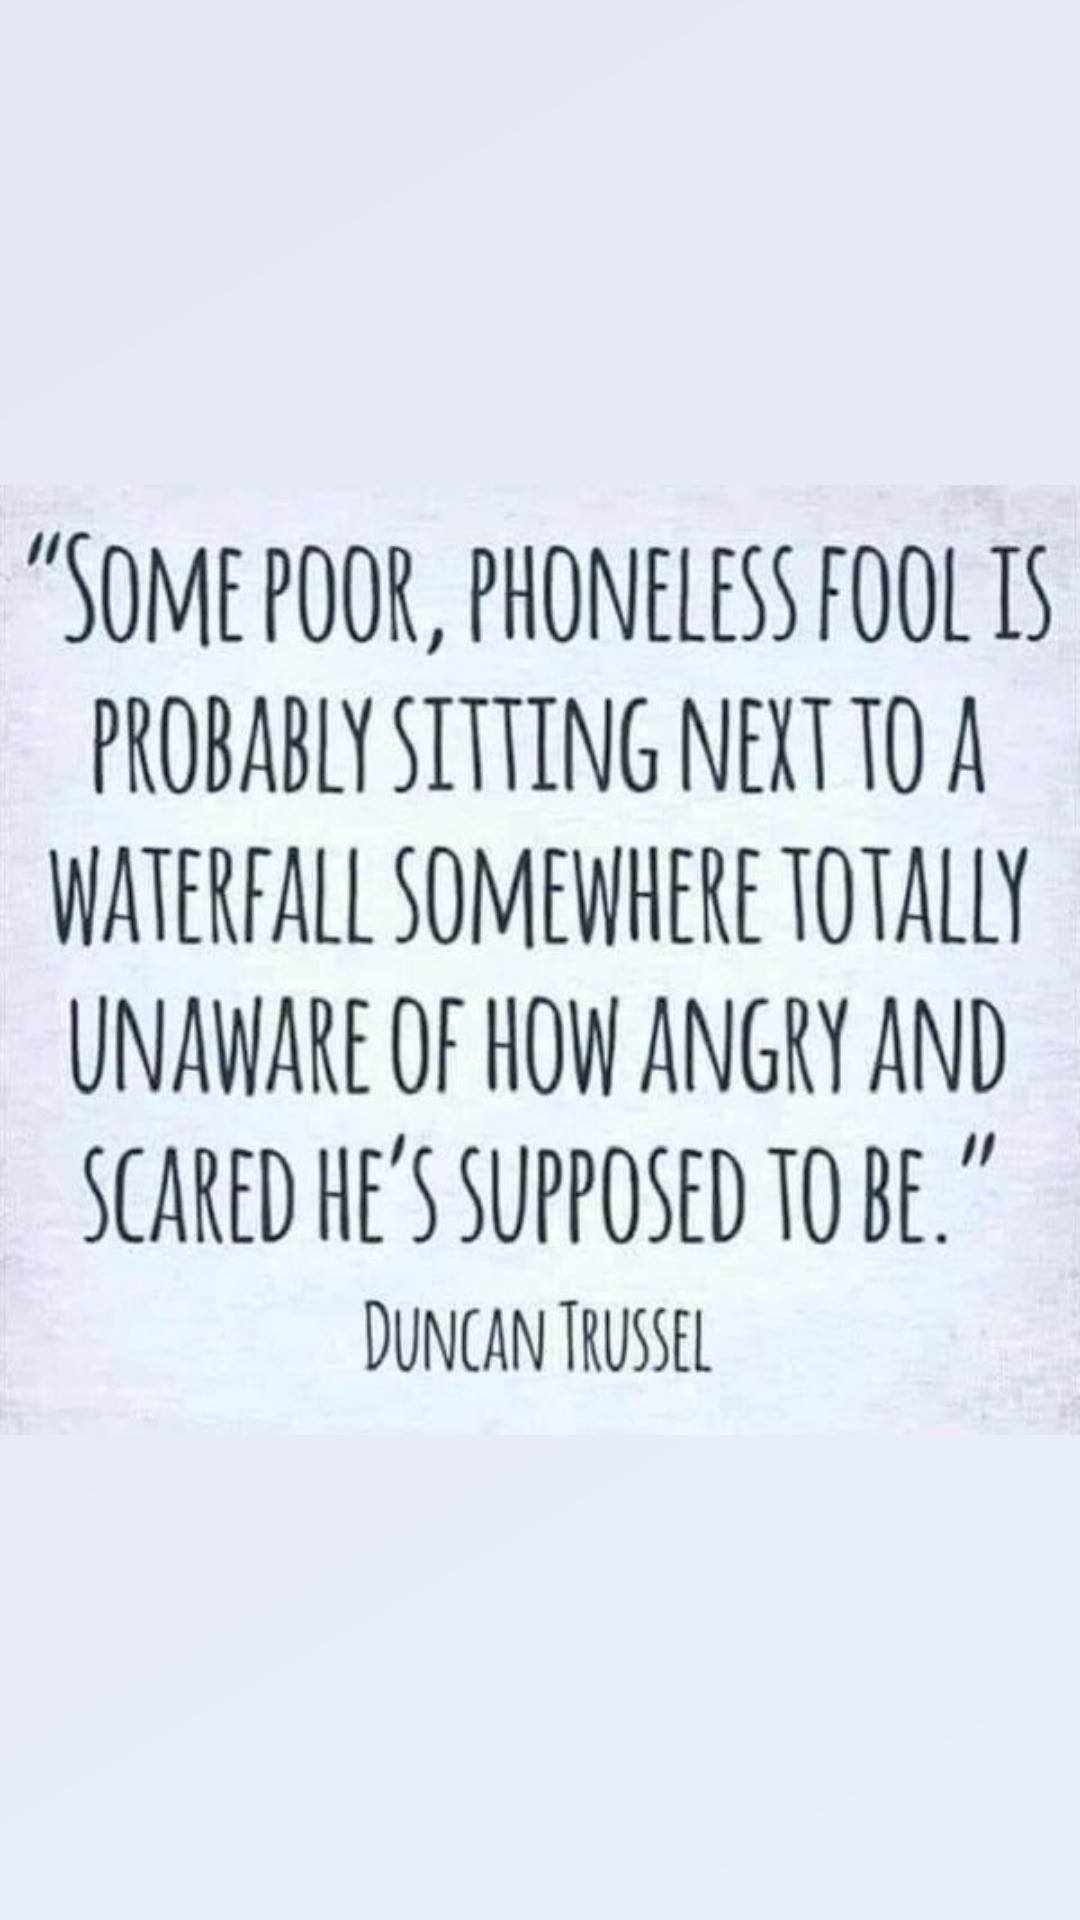 “SOME POOR, PHONELESS FOOL IS
PROBABLY SITTING NEXT TO A
WATERFALL SOMEWHERE TOTALLY
UNAWARE OF HOW ANGRY AND
SCARED HE’S SUPPOSED TO BE.”
DUNCAN TRUSSEL